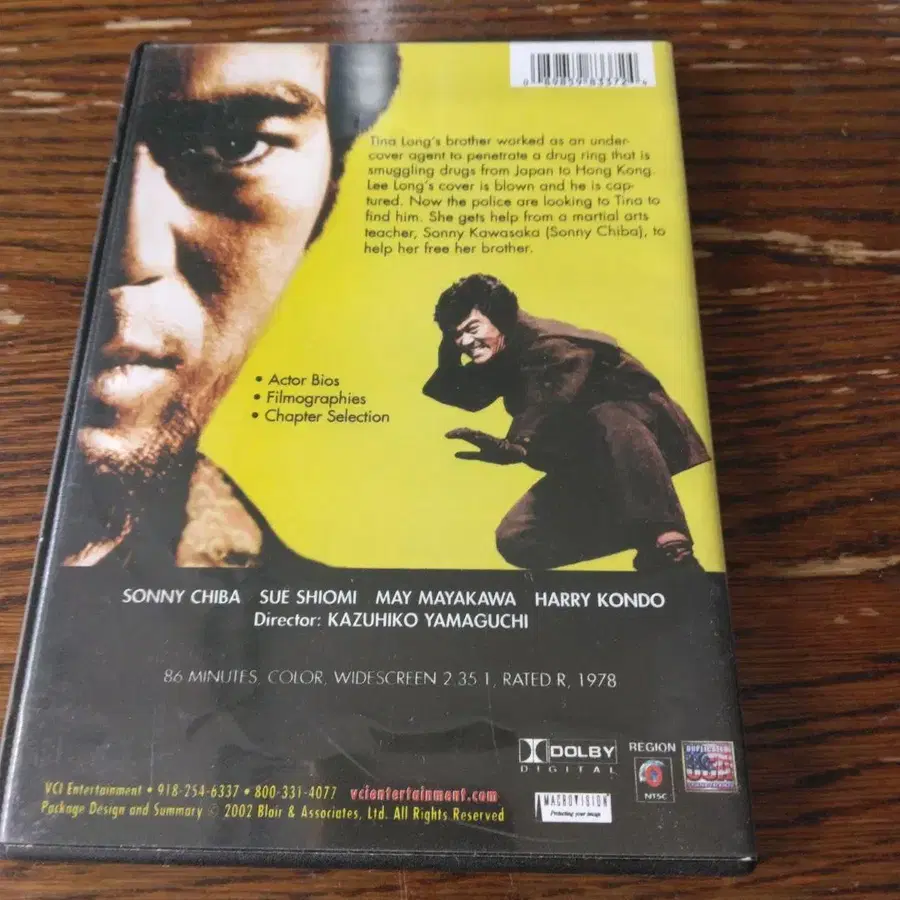 Tina Long's brother worked as an under-
cover agent to penetrate a drug ring that is
smuggling drugs from Japan to Hong Kong.
Lee Long's cover is blown and he is cap-
tured. Now the police are looking to Tina to
find him. She gets help from a martial arts
teacher, Sonny Kawasaka (Sonny Chiba), to
help her free her brother.
• Actor Bios
• Filmographies
• Chapter Selection
SONNY CHIBA SUE SHIOMI MAY MAYAKAWA HARRY KONDO
Director: KAZUHIKO YAMAGUCHI
86 MINUTES, COLOR, WIDESCREEN 2.35 1, RATED R, 1978
DOLBY
DIGITAL
REGION
NTSC
MACROVISION
VCI Entertainment • 918-254-6337 • 800-331-4077 vcientertainment.com
Package Design and Summary © 2002 Blair & Associates, Ltd. All Rights Reserved